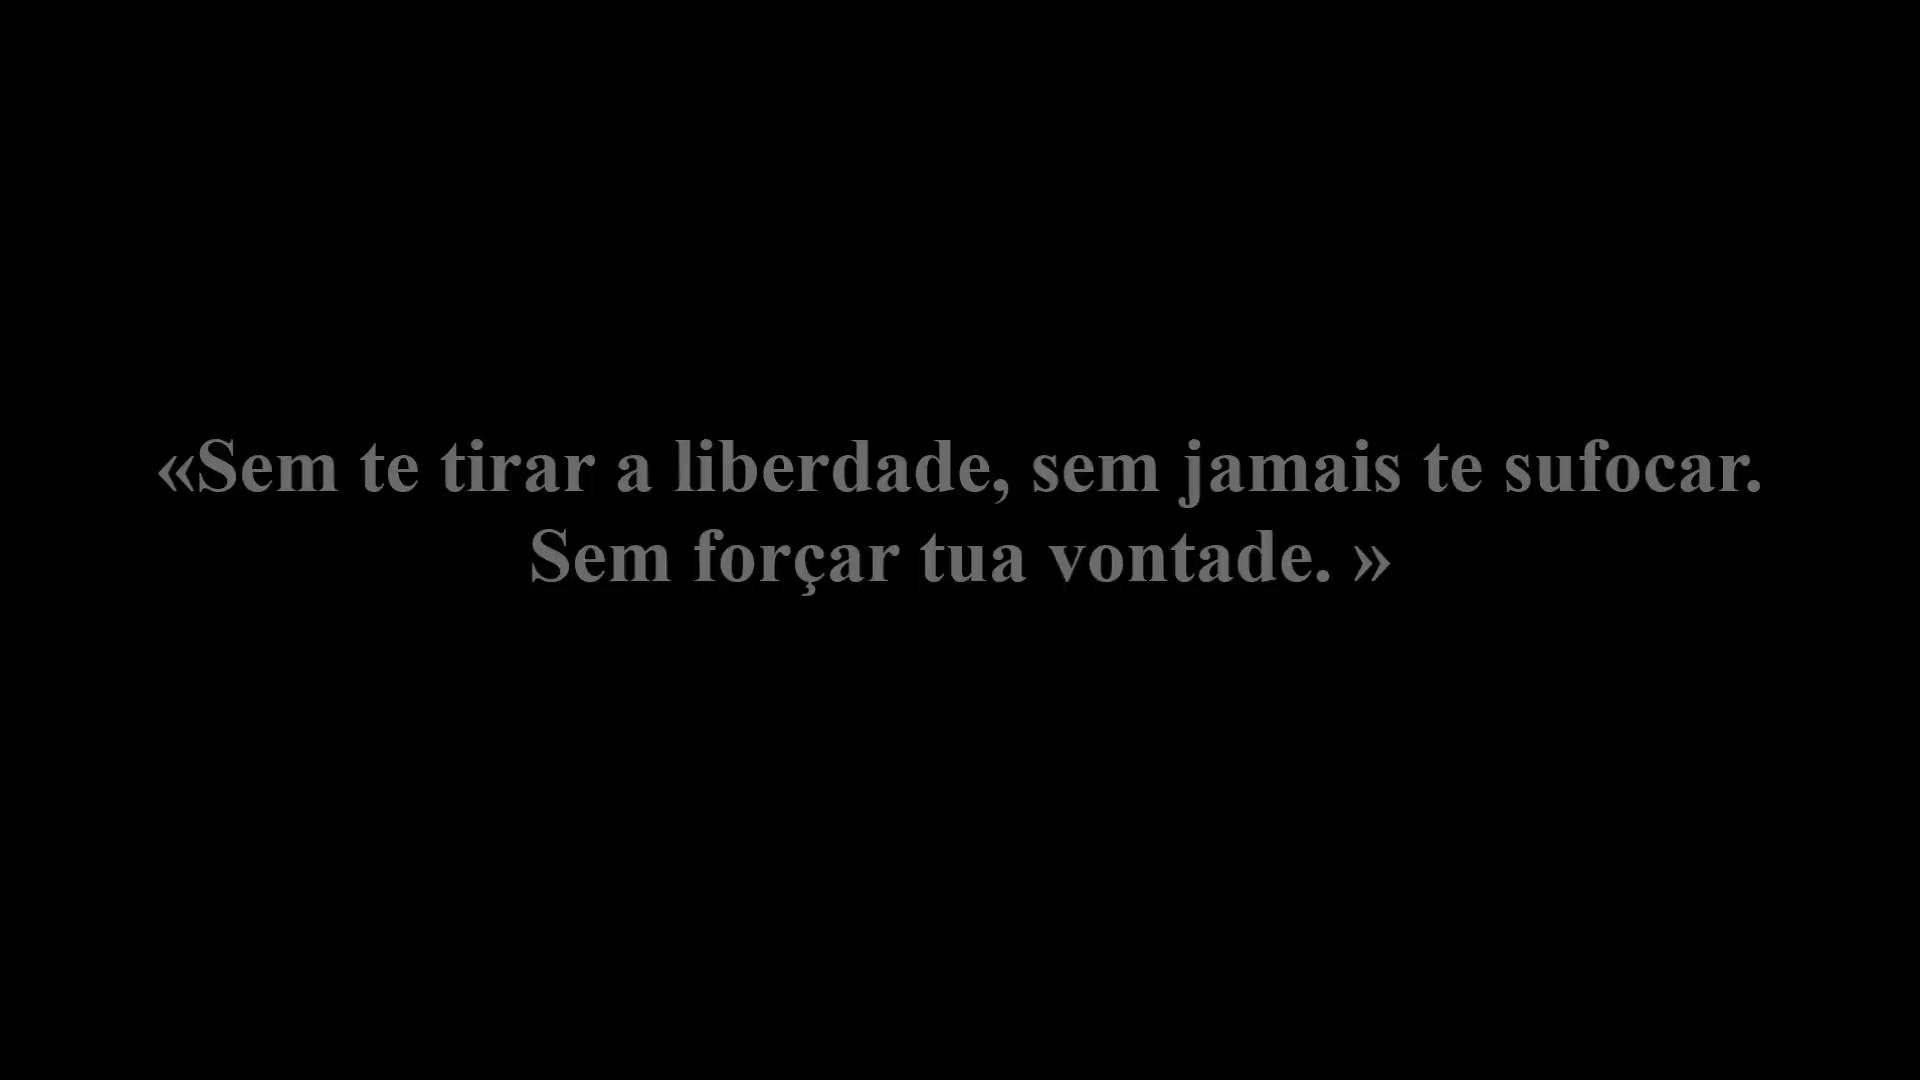 «Sem te tirar a liberdade, sem jamais te sufocar.
Sem forçar tua vontade. »